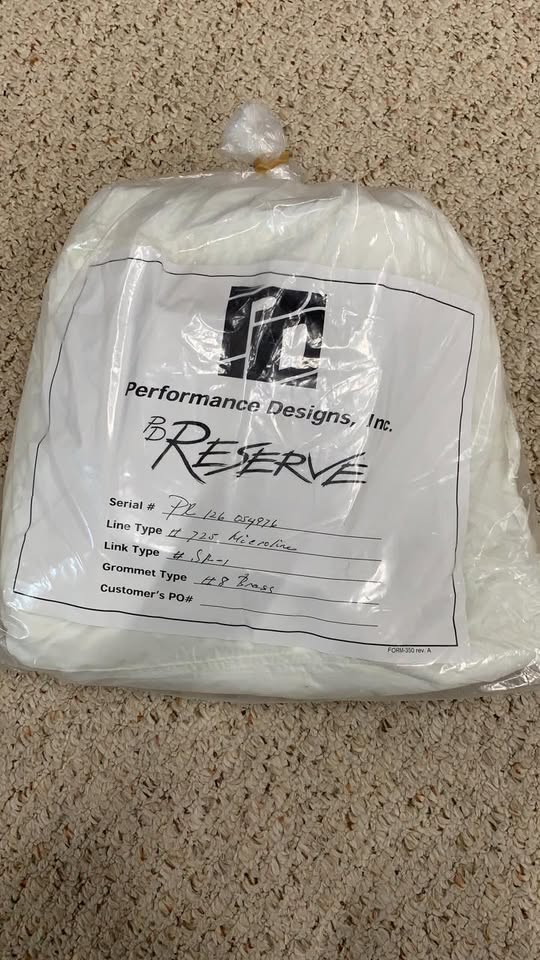 Performance Designs, Inc.
PD RESERVE
Serial # PR 126 054976
Line Type # 725 Microline
Link Type # SR-1
Grommet Type #8 Brass
Customer's PO#
FORM-350 rev. A